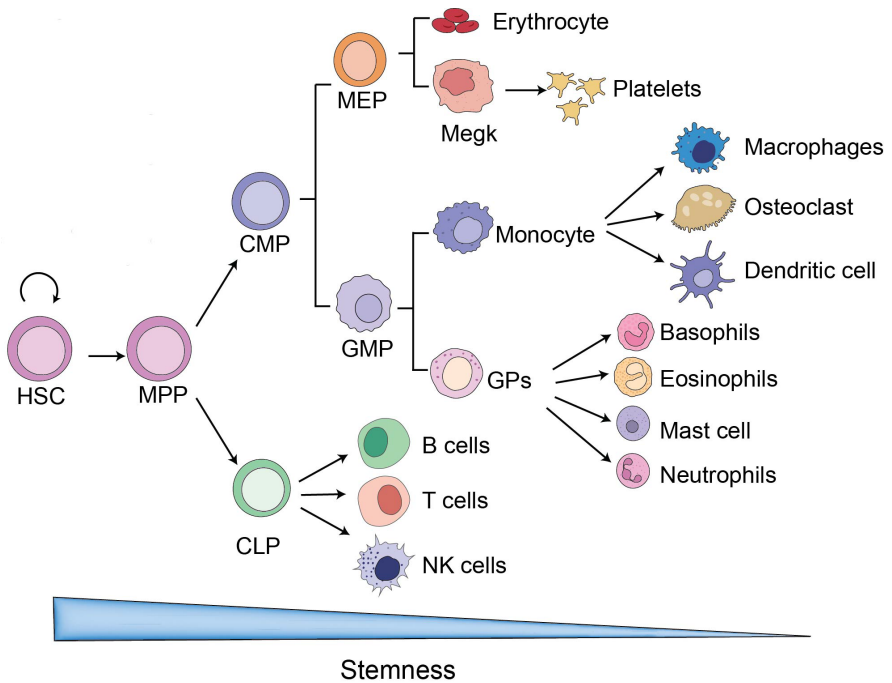 Erythrocyte
MEP
Platelets
Megk
Macrophages
Osteoclast
CMP
Monocyte
Dendritic cell
Basophils
GMP
GPs
Eosinophils
HSC
MPP
Mast cell
B cells
Neutrophils
T cells
CLP
NK cells
Stemness